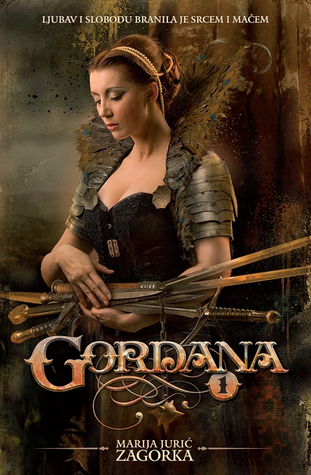 LJUBAV I SLOBODU BRANILA JE SRCEM I MAČEM
GORDANA
1
MARIJA JURIĆ
ZAGORKA